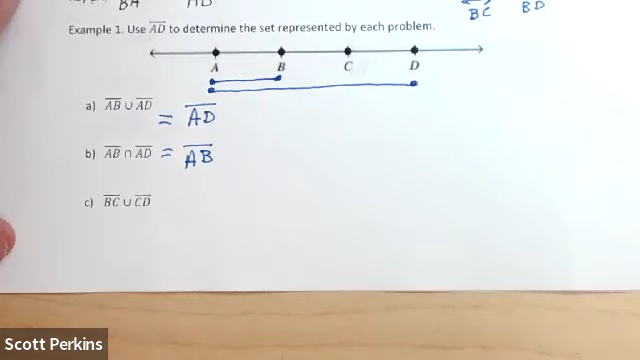 BA
AD
BC BD
Example 1. Use AD to determine the set represented by each problem.
A B C D
a) AB ∪ AD = AD
b) AB ∩ AD = AB
c) BC ∪ CD
Scott Perkins